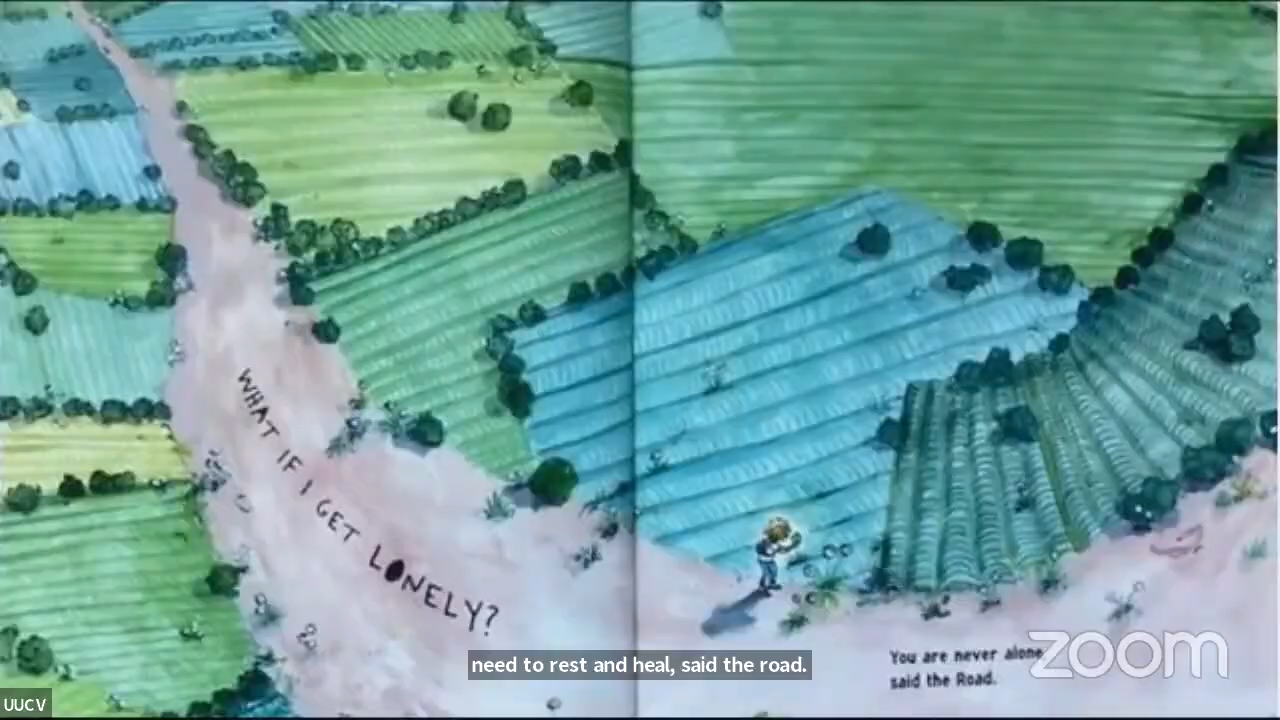 WHAT IF I GET LONELY?
You are never alone
said the Road.
need to rest and heal, said the road.
zoom
UUCV